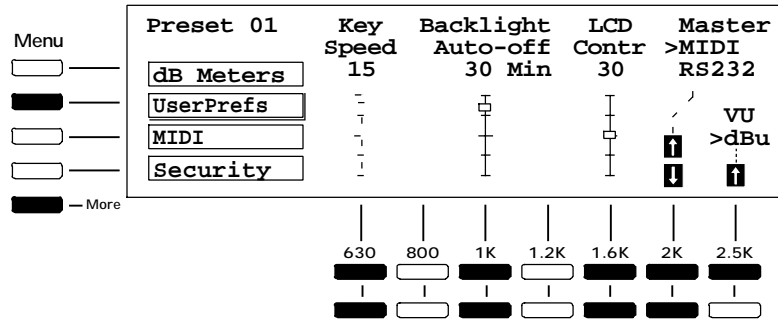 Menu
Preset 01
Key Speed
15
Backlight Auto-off
30 Min
LCD Contr
30
Master
>MIDI
RS232
dB Meters
UserPrefs
MIDI
Security
VU
>dBu
More
630 800 1K 1.2K 1.6K 2K 2.5K